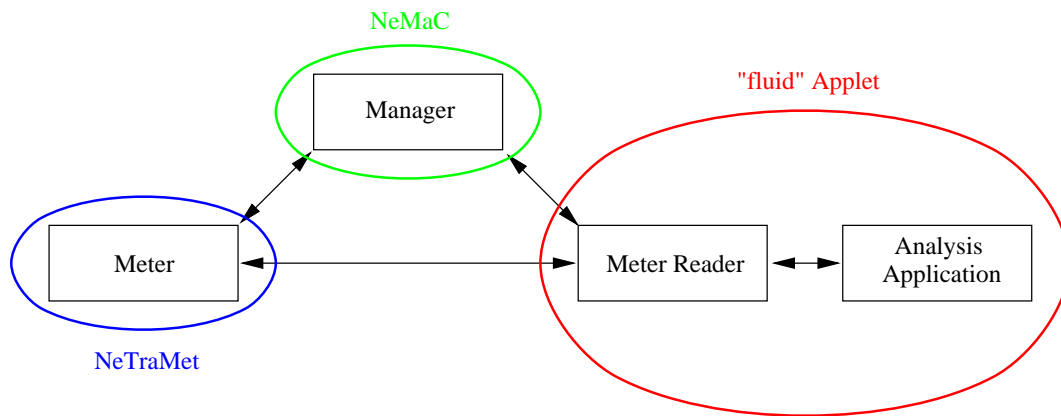 NeMaC
Manager
"fluid" Applet
Meter
Meter Reader
Analysis
Application
NeTraMet